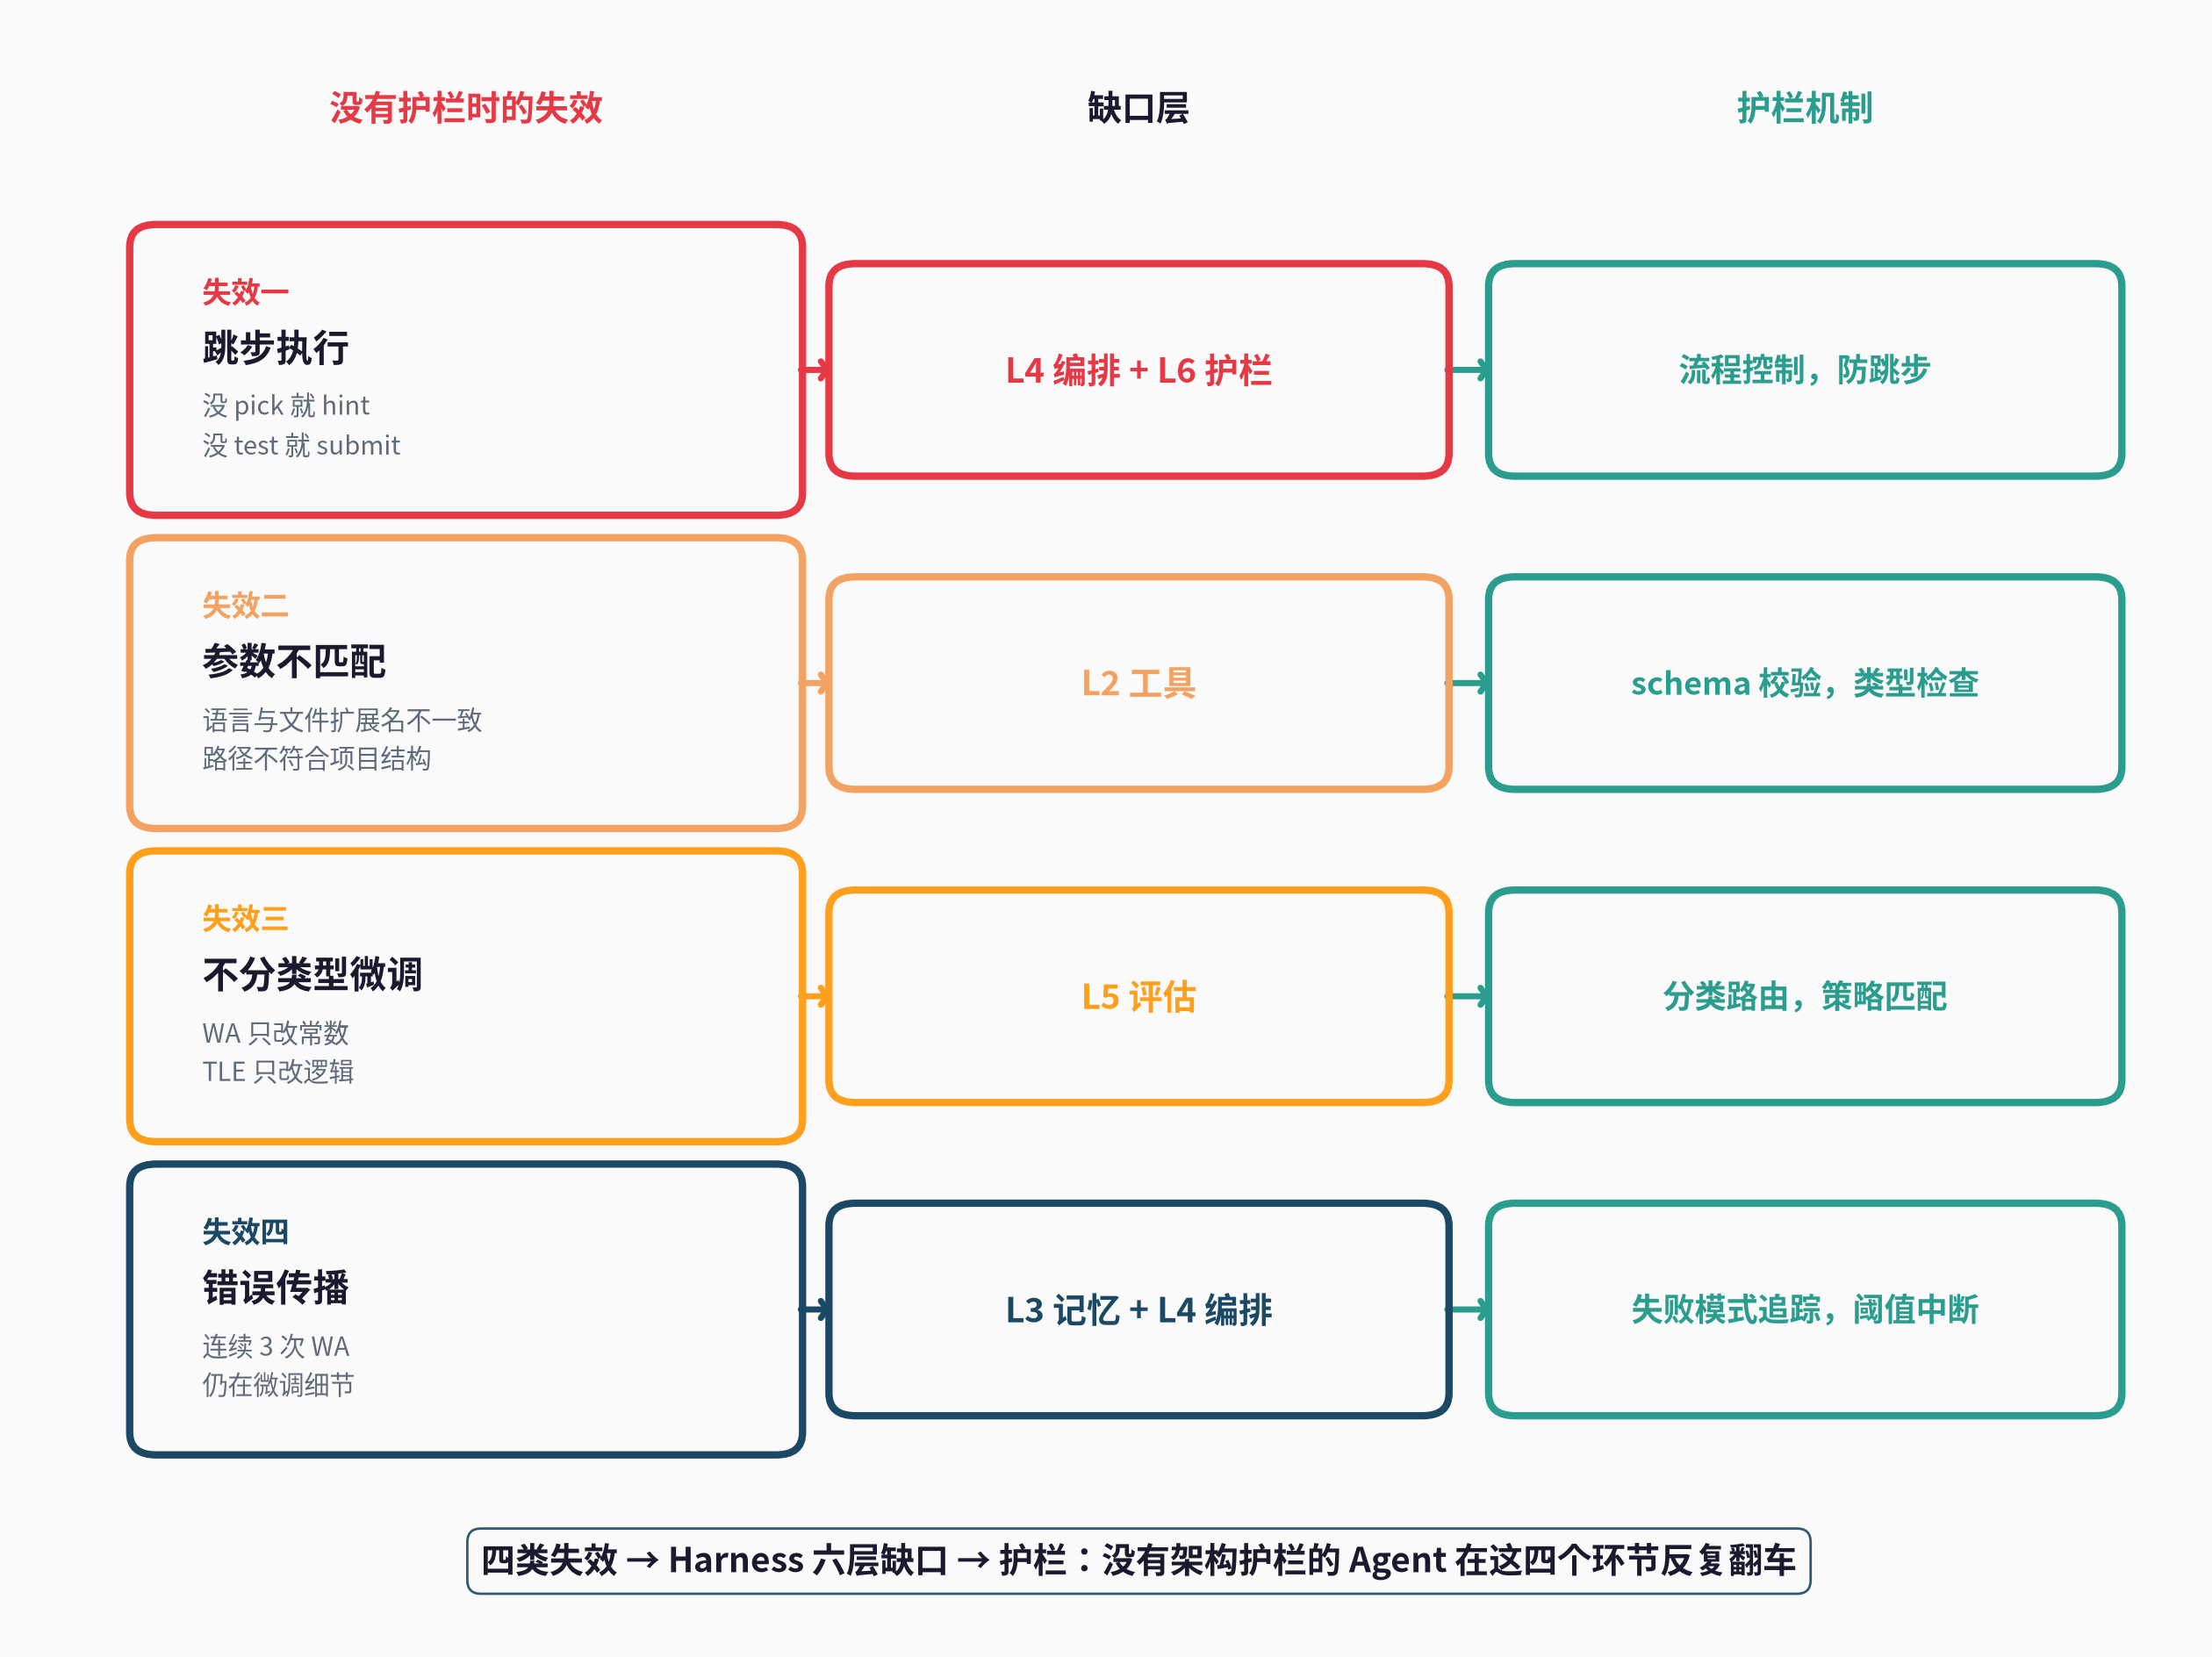 没有护栏时的失效
缺口层
护栏机制
失效一
跳步执行
没 pick 就 hint
没 test 就 submit
L4 编排 + L6 护栏
流程控制，防跳步
失效二
参数不匹配
语言与文件扩展名不一致
路径不符合项目结构
L2 工具
schema 校验，类型检查
失效三
不分类型微调
WA 只改常数
TLE 只改逻辑
L5 评估
分类路由，策略匹配
失效四
错误传播
连续 3 次 WA
仍在微调细节
L3 记忆 + L4 编排
失败模式追踪，阈值中断
四类失效 → Harness 六层缺口 → 护栏：没有架构护栏的 Agent 在这四个环节反复翻车